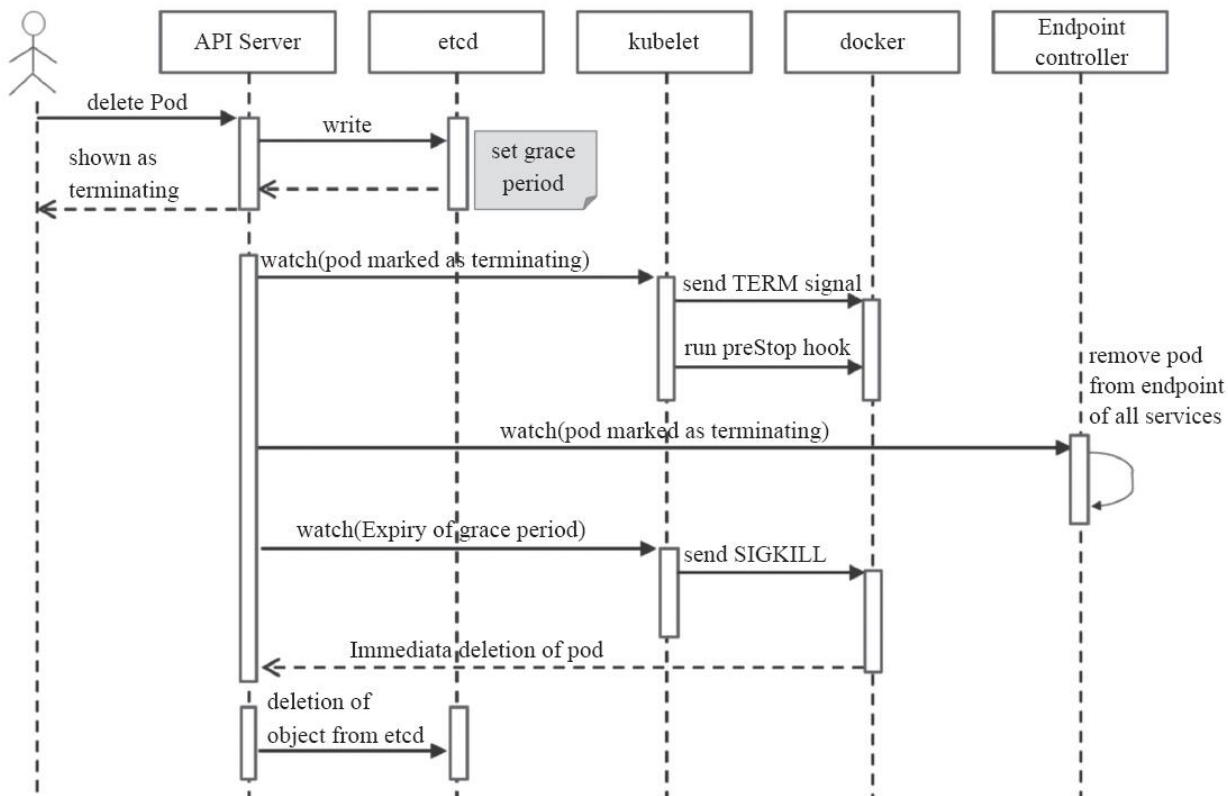 API Server
etcd
kubelet
docker
Endpoint
controller
delete Pod
write
set grace
period
shown as
terminating
watch(pod marked as terminating)
send TERM signal
run preStop hook
remove pod
from endpoint
of all services
watch(pod marked as terminating)
watch(Expiry of grace period)
send SIGKILL
Immediata deletion of pod
deletion of
object from etcd